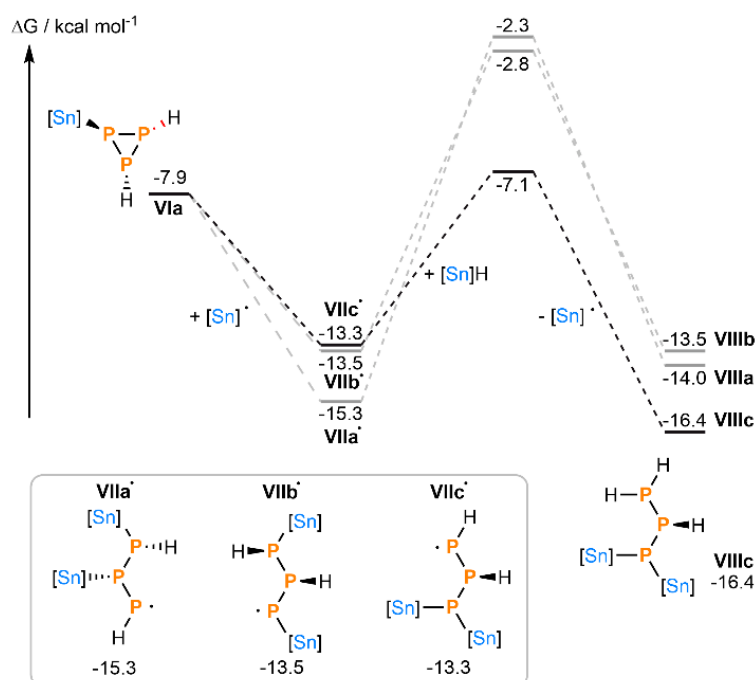 ΔG / kcal mol⁻¹
-2.3
-2.8
[Sn]
P
P
H
P
H
-7.9
VIa
-7.1
+ [Sn]˙
VIIc˙
-13.3
-13.5
VIIb˙
-15.3
VIIa˙
+ [Sn]H
- [Sn]˙
-13.5 VIIIb
-14.0 VIIIa
-16.4 VIIIc
VIIa˙
[Sn]
P
H
[Sn]
P
P
·
H
-15.3
VIIb˙
[Sn]
H
P
P
H
·
P
[Sn]
-13.5
VIIc˙
H
·
P
P
H
[Sn]
P
[Sn]
-13.3
H
H
P
P
H
[Sn]
P
[Sn]
VIIIc
-16.4